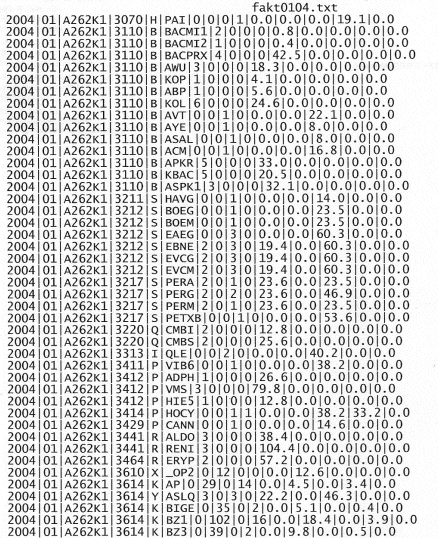 fakt0104.txt
2004|01|A262K1|3070|H|PAI|0|0|0|1|0.0|0.0|0.0|19.1|0.0
2004|01|A262K1|3110|B|BACMI1|2|0|0|0|0.8|0.0|0.0|0.0
2004|01|A262K1|3110|B|BACMI2|1|0|0|0|0.4|0.0|0.0|0.0
2004|01|A262K1|3110|B|BACPRX|4|0|0|42.5|0.0|0.0|0.0|0.0
2004|01|A262K1|3110|B|AWU|3|0|0|0|18.3|0.0|0.0|0.0
2004|01|A262K1|3110|B|KOP|1|0|0|0|4.1|0.0|0.0|0.0
2004|01|A262K1|3110|B|ABP|1|0|0|0|5.6|0.0|0.0|0.0
2004|01|A262K1|3110|B|KOL|6|0|0|0|24.6|0.0|0.0|0.0
2004|01|A262K1|3110|B|AVT|0|0|1|0|0.0|0.0|22.1|0.0
2004|01|A262K1|3110|B|AYE|0|0|1|0|0.0|0.0|8.0|0.0
2004|01|A262K1|3110|B|ASAL|0|0|1|0|0.0|0.0|8.0|0.0
2004|01|A262K1|3110|B|ACM|0|0|1|0|0.0|0.0|16.8|0.0
2004|01|A262K1|3110|B|APKR|5|0|0|0|33.0|0.0|0.0|0.0
2004|01|A262K1|3110|B|KBAC|5|0|0|0|20.5|0.0|0.0|0.0
2004|01|A262K1|3110|B|ASPK1|3|0|0|0|32.1|0.0|0.0|0.0
2004|01|A262K1|3211|S|HAVG|0|0|1|0|0.0|0.0|14.0|0.0
2004|01|A262K1|3212|S|BOEG|0|0|1|0|0.0|0.0|23.5|0.0
2004|01|A262K1|3212|S|BOEM|0|0|1|0|0.0|0.0|23.5|0.0
2004|01|A262K1|3212|S|EAEG|0|0|3|0|0.0|0.0|60.3|0.0
2004|01|A262K1|3212|S|EBNE|2|0|3|0|19.4|0.0|60.3|0.0
2004|01|A262K1|3212|S|EVCG|2|0|3|0|19.4|0.0|60.3|0.0
2004|01|A262K1|3212|S|EVCM|2|0|3|0|19.4|0.0|60.3|0.0
2004|01|A262K1|3217|S|PERA|2|0|1|0|23.6|0.0|23.5|0.0
2004|01|A262K1|3217|S|PERG|2|0|2|0|23.6|0.0|46.9|0.0
2004|01|A262K1|3217|S|PERM|2|0|1|0|23.6|0.0|23.5|0.0
2004|01|A262K1|3217|S|PETXB|0|0|1|0|0.0|0.0|53.6|0.0
2004|01|A262K1|3220|Q|CMBI|2|0|0|0|12.8|0.0|0.0|0.0
2004|01|A262K1|3220|Q|CMBS|2|0|0|0|25.6|0.0|0.0|0.0
2004|01|A262K1|3313|I|QLE|0|0|2|0|0.0|0.0|40.2|0.0
2004|01|A262K1|3411|P|VIB6|0|0|1|0|0.0|0.0|38.2|0.0
2004|01|A262K1|3412|P|ADPH|1|0|0|0|26.6|0.0|0.0|0.0
2004|01|A262K1|3412|P|VMS|3|0|0|0|79.8|0.0|0.0|0.0
2004|01|A262K1|3412|P|HIE5|1|0|0|0|12.8|0.0|0.0|0.0
2004|01|A262K1|3414|P|HOCY|0|0|1|1|0.0|0.0|38.2|33.2|0.0
2004|01|A262K1|3429|P|CANN|0|0|1|0|0.0|0.0|14.6|0.0
2004|01|A262K1|3441|R|ALDO|3|0|0|0|38.4|0.0|0.0|0.0
2004|01|A262K1|3441|R|RENI|3|0|0|0|104.4|0.0|0.0|0.0
2004|01|A262K1|3464|R|ERYP|2|0|0|0|57.2|0.0|0.0|0.0
2004|01|A262K1|3610|X|_OP2|0|12|0|0|0.0|12.6|0.0|0.0
2004|01|A262K1|3614|K|AP|0|29|0|14|0.0|4.5|0.0|3.4|0.0
2004|01|A262K1|3614|Y|ASLQ|3|0|3|0|22.2|0.0|46.3|0.0|0.0
2004|01|A262K1|3614|K|BIGE|0|35|0|2|0.0|5.1|0.0|0.4|0.0
2004|01|A262K1|3614|K|BZ1|0|102|0|16|0.0|18.4|0.0|3.9|0.0
2004|01|A262K1|3614|K|BZ3|0|39|0|2|0.0|9.8|0.0|0.5|0.0